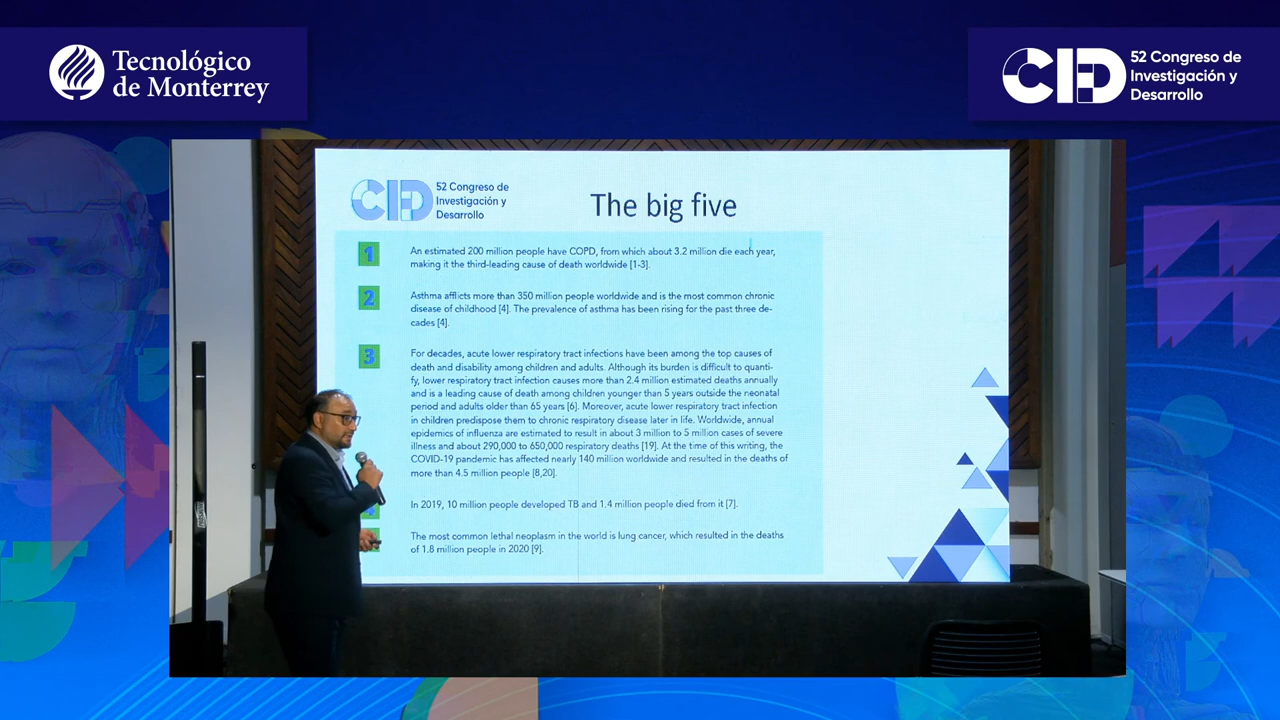 Tecnológico
de Monterrey
CID
52 Congreso de
Investigación y
Desarrollo
CID
52 Congreso de
Investigación y
Desarrollo
The big five
1
An estimated 200 million people have COPD, from which about 3.2 million die each year,
making it the third-leading cause of death worldwide [1-3].
2
Asthma afflicts more than 350 million people worldwide and is the most common chronic
disease of childhood [4]. The prevalence of asthma has been rising for the past three de-
cades [4].
3
For decades, acute lower respiratory tract infections have been among the top causes of
death and disability among children and adults. Although its burden is difficult to quanti-
fy, lower respiratory tract infection causes more than 2.4 million estimated deaths annually
and is a leading cause of death among children younger than 5 years outside the neonatal
period and adults older than 65 years [6]. Moreover, acute lower respiratory tract infection
in children predispose them to chronic respiratory disease later in life. Worldwide, annual
epidemics of influenza are estimated to result in about 3 million to 5 million cases of severe
illness and about 290,000 to 650,000 respiratory deaths [19]. At the time of this writing, the
COVID-19 pandemic has affected nearly 140 million worldwide and resulted in the deaths of
more than 4.5 million people [8,20].
In 2019, 10 million people developed TB and 1.4 million people died from it [7].
The most common lethal neoplasm in the world is lung cancer, which resulted in the deaths
of 1.8 million people in 2020 [9].